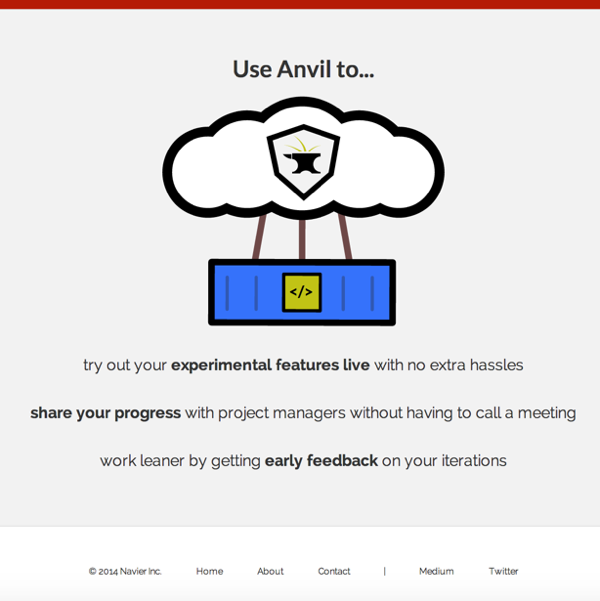 Use Anvil to...
</>
try out your experimental features live with no extra hassles
share your progress with project managers without having to call a meeting
work leaner by getting early feedback on your iterations
© 2014 Navier Inc. Home About Contact | Medium Twitter